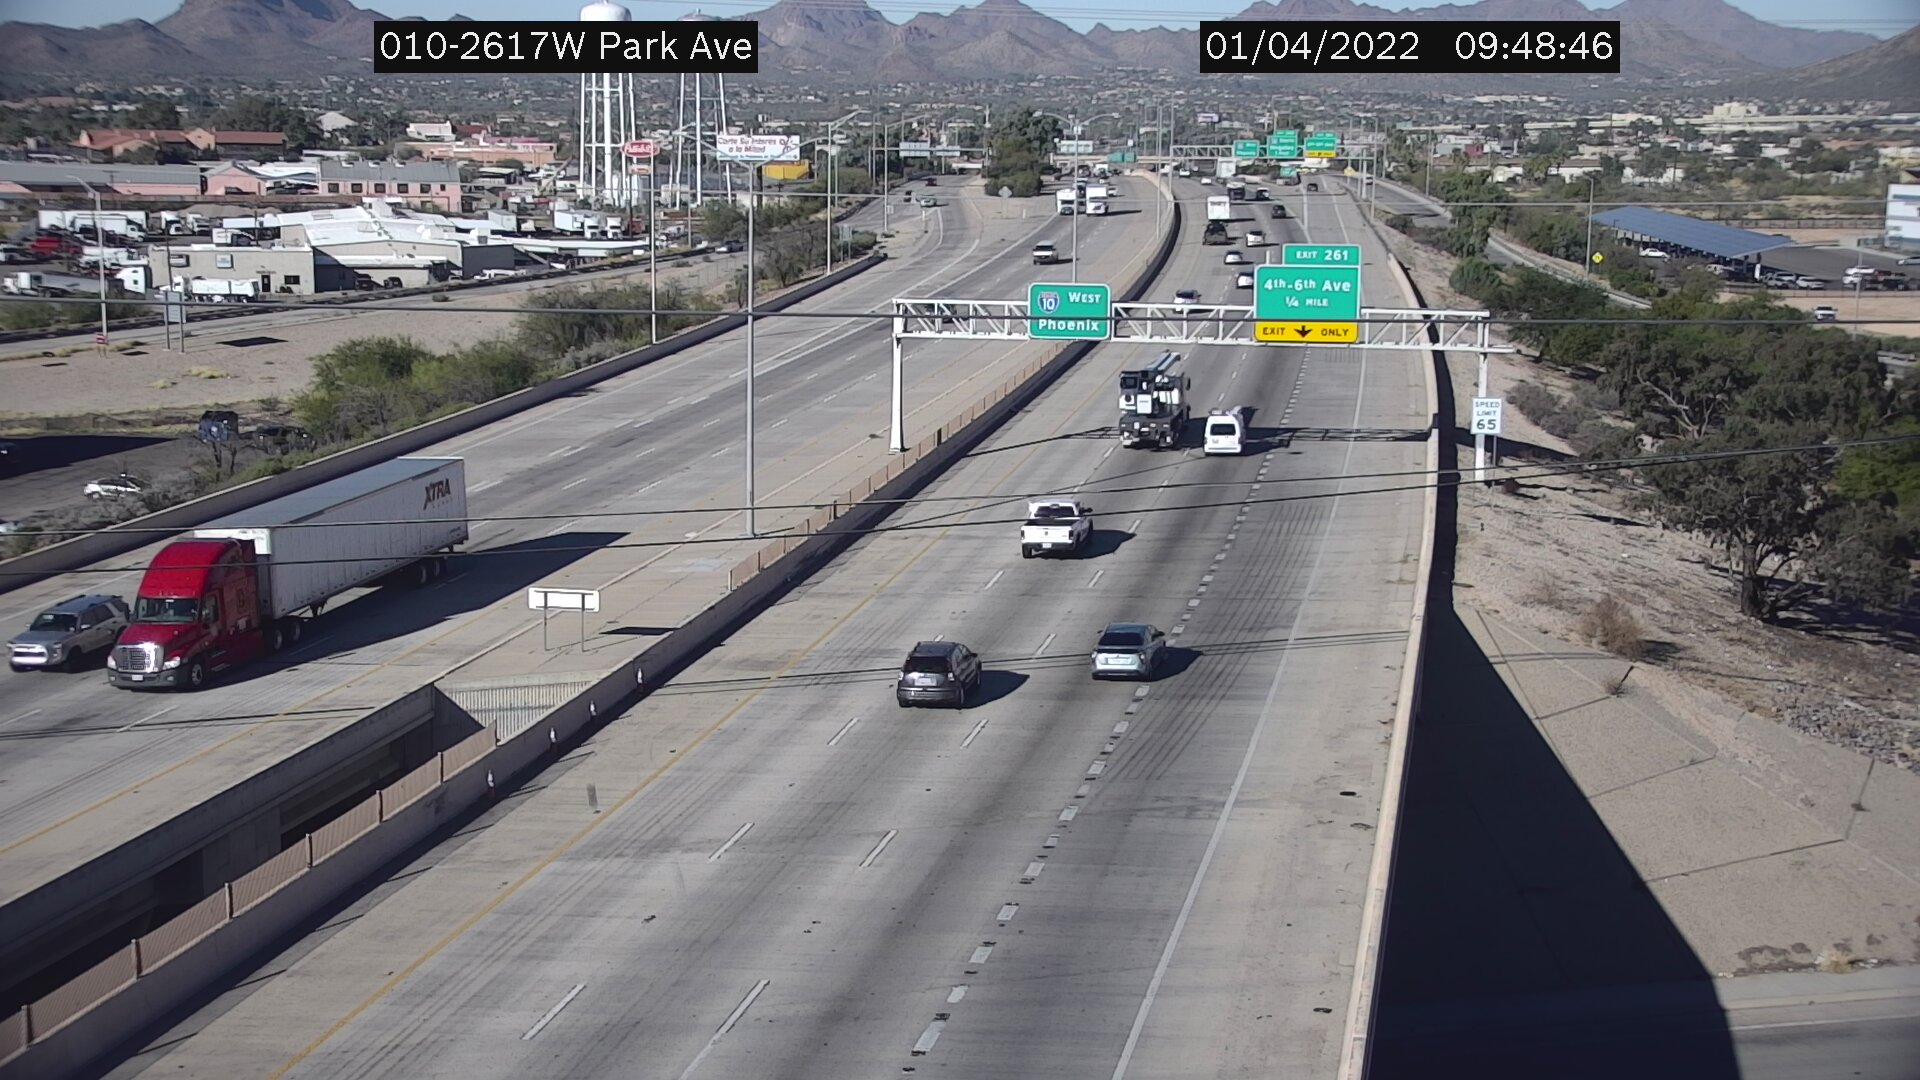 010-2617W Park Ave
01/04/2022 09:48:46
EXIT 261
4th-6th Ave
1/4 MILE
EXIT ONLY
10 WEST
Phoenix
SPEED
LIMIT
65
XTRA